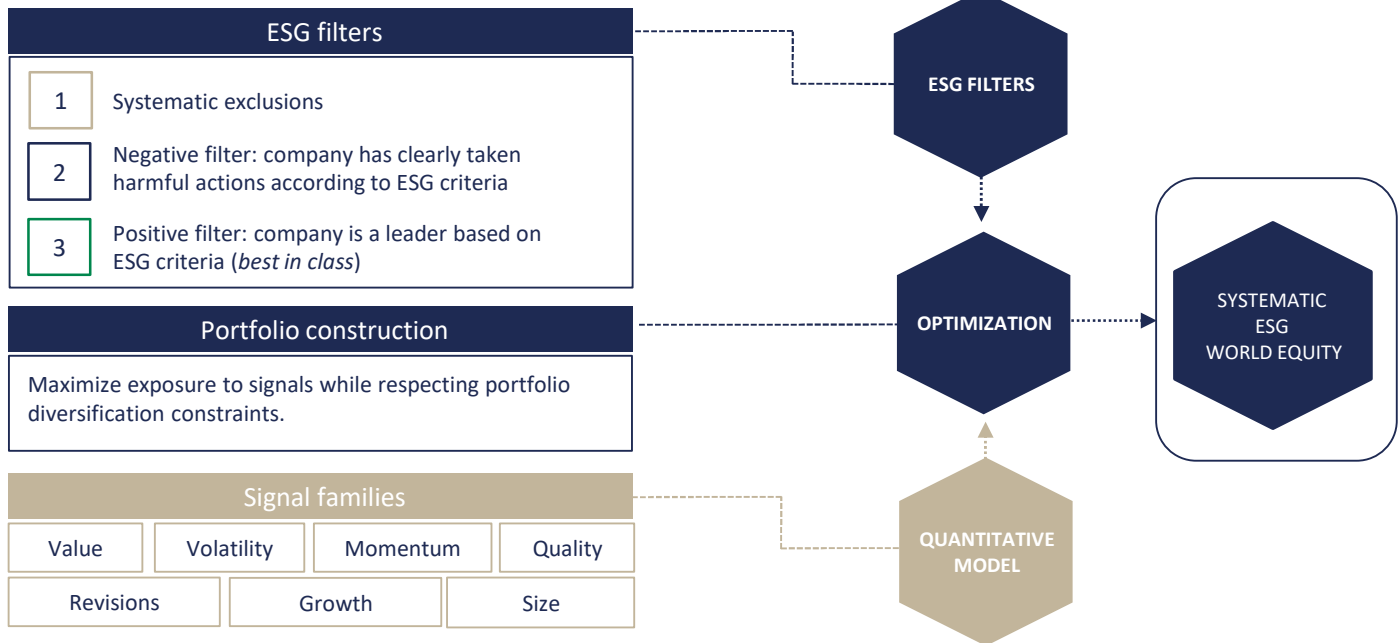 ESG filters
1
Systematic exclusions
2
Negative filter: company has clearly taken
harmful actions according to ESG criteria
3
Positive filter: company is a leader based on
ESG criteria (best in class)
Portfolio construction
Maximize exposure to signals while respecting portfolio
diversification constraints.
Signal families
Value
Volatility
Momentum
Quality
Revisions
Growth
Size
ESG FILTERS
OPTIMIZATION
QUANTITATIVE
MODEL
SYSTEMATIC
ESG
WORLD EQUITY